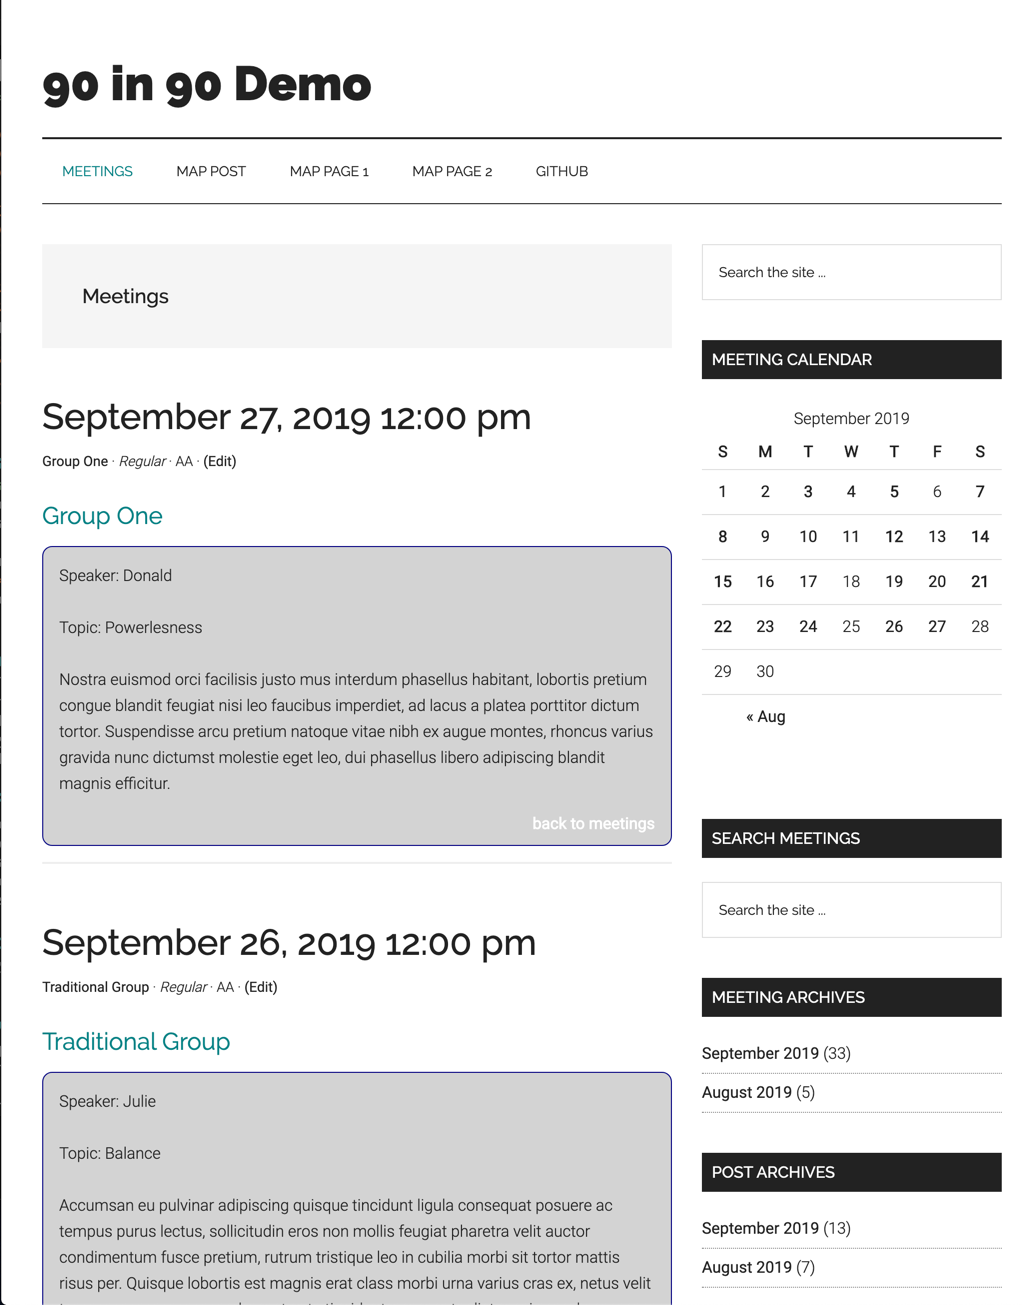 90 in 90 Demo
MEETINGS MAP POST MAP PAGE 1 MAP PAGE 2 GITHUB
Meetings
September 27, 2019 12:00 pm
Group One · Regular · AA · (Edit)
Group One
Speaker: Donald
Topic: Powerlesness
Nostra euismod orci facilisis justo mus interdum phasellus habitant, lobortis pretium
congue blandit feugiat nisi leo faucibus imperdiet, ad lacus a platea porttitor dictum
tortor. Suspendisse arcu pretium natoque vitae nibh ex augue montes, rhoncus varius
gravida nunc dictumst molestie eget leo, dui phasellus libero adipiscing blandit
magnis efficitur.
back to meetings
September 26, 2019 12:00 pm
Traditional Group · Regular · AA · (Edit)
Traditional Group
Speaker: Julie
Topic: Balance
Accumsan eu pulvinar adipiscing quisque tincidunt ligula consequat posuere ac
tempus purus lectus, sollicitudin eros non mollis feugiat pharetra velit auctor
condimentum fusce pretium, rutrum tristique leo in cubilia morbi sit tortor mattis
risus per. Quisque lobortis est magnis erat class morbi urna varius cras ex, netus velit
Search the site ...
MEETING CALENDAR
September 2019
S M T W T F S
1 2 3 4 5 6 7
8 9 10 11 12 13 14
15 16 17 18 19 20 21
22 23 24 25 26 27 28
29 30
« Aug
SEARCH MEETINGS
Search the site ...
MEETING ARCHIVES
September 2019 (33)
August 2019 (5)
POST ARCHIVES
September 2019 (13)
August 2019 (7)